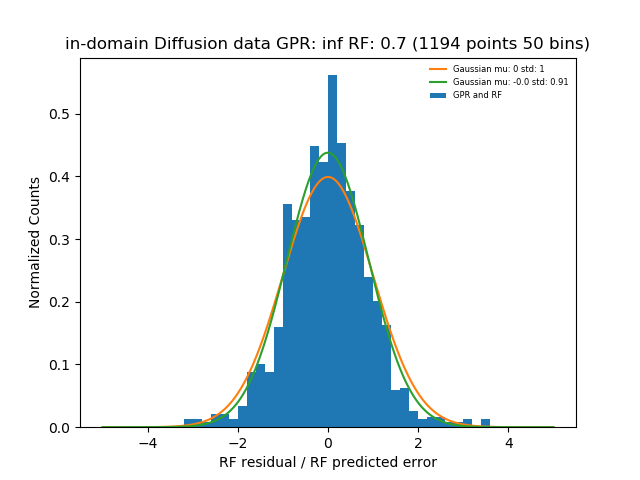 in-domain Diffusion data GPR: inf RF: 0.7 (1194 points 50 bins)
Gaussian mu: 0 std: 1
Gaussian mu: -0.0 std: 0.91
GPR and RF
Normalized Counts
0.5
0.4
0.3
0.2
0.1
0.0
−4
−2
0
2
4
RF residual / RF predicted error